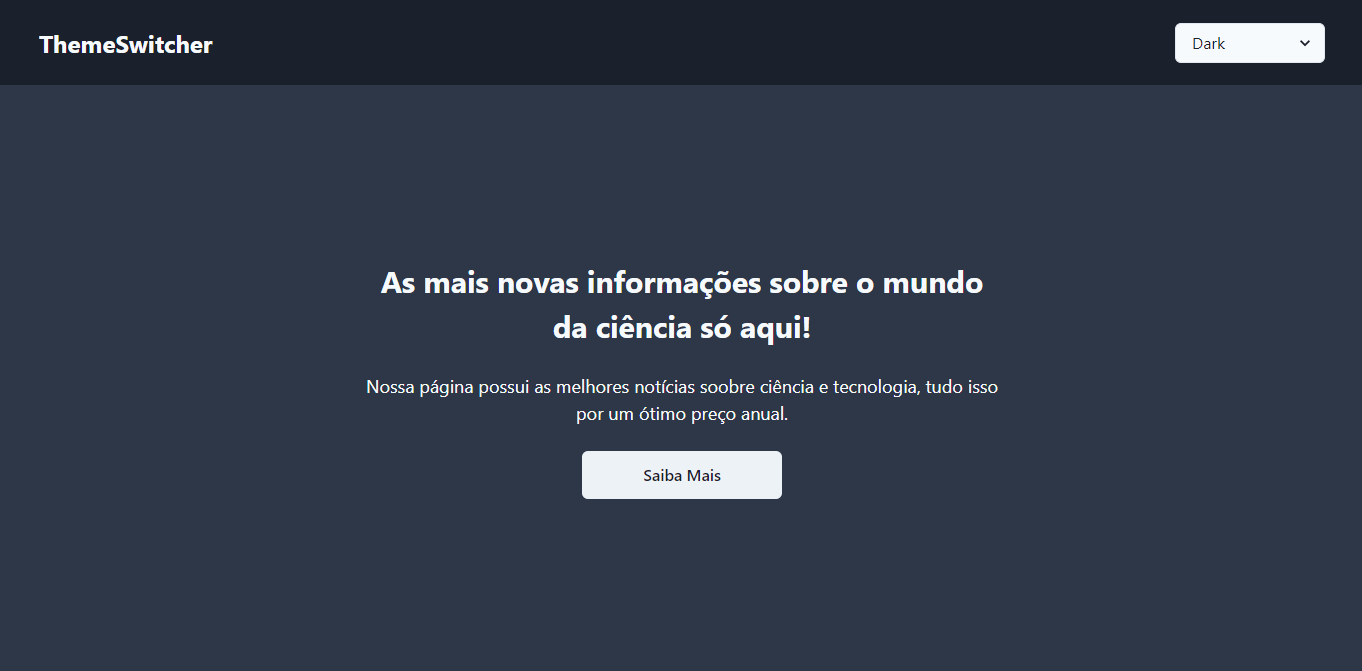 ThemeSwitcher
Dark
As mais novas informações sobre o mundo
da ciência só aqui!
Nossa página possui as melhores notícias soobre ciência e tecnologia, tudo isso
por um ótimo preço anual.
Saiba Mais